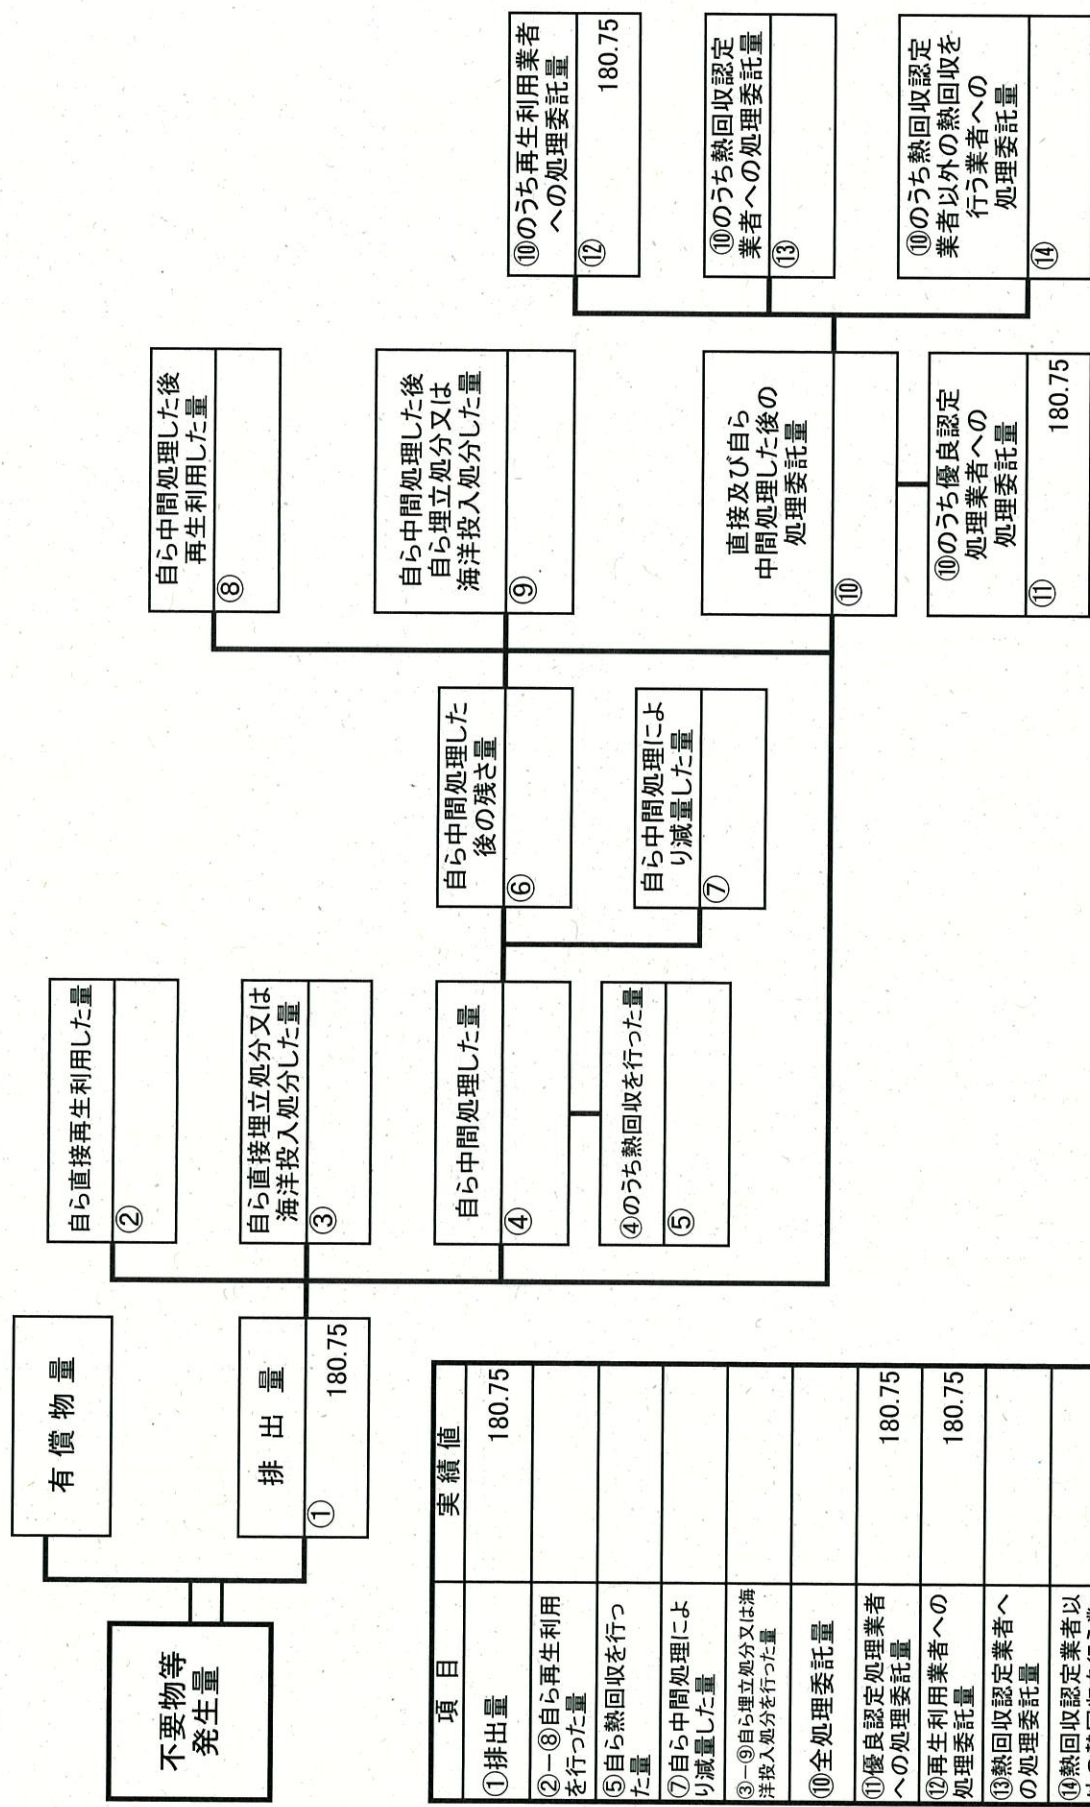 不要物等
発生量
有 償 物 量
排 出 量
①
180.75
自ら直接再生利用した量
②
自ら直接埋立処分又は
海洋投入処分した量
③
自ら中間処理した量
④
④のうち熱回収を行った量
⑤
自ら中間処理した
後の残さ量
⑥
自ら中間処理によ
り減量した量
⑦
自ら中間処理した後
再生利用した量
⑧
自ら中間処理した後
自ら埋立処分又は
海洋投入処分した量
⑨
直接及び自ら
中間処理した後の
処理委託量
⑩
⑩のうち優良認定
処理業者への
処理委託量
⑪
180.75
⑩のうち再生利用業者
への処理委託量
⑫
180.75
⑩のうち熱回収認定
業者への処理委託量
⑬
⑩のうち熱回収認定
業者以外の熱回収を
行う業者への
処理委託量
⑭
項 目
実 績 値
①排出量
180.75
②ー⑧自ら再生利用
を行った量
⑤自ら熱回収を行っ
た量
⑦自ら中間処理によ
り減量した量
③ー⑨自ら埋立処分又は海
洋投入処分を行った量
⑩全処理委託量
⑪優良認定処理業者
への処理委託量
180.75
⑫再生利用業者への
処理委託量
180.75
⑬熱回収認定業者へ
の処理委託量
⑭熱回収認定業者以